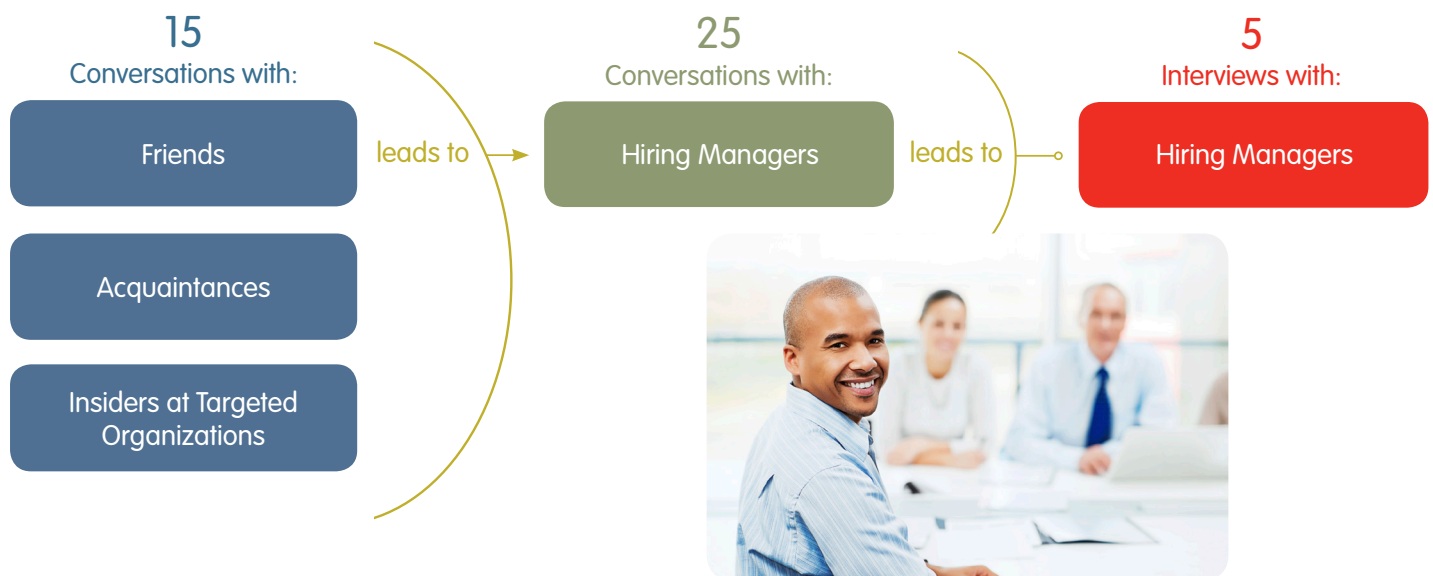 15
Conversations with:
Friends
Acquaintances
Insiders at Targeted
Organizations
leads to
25
Conversations with:
Hiring Managers
leads to
5
Interviews with:
Hiring Managers